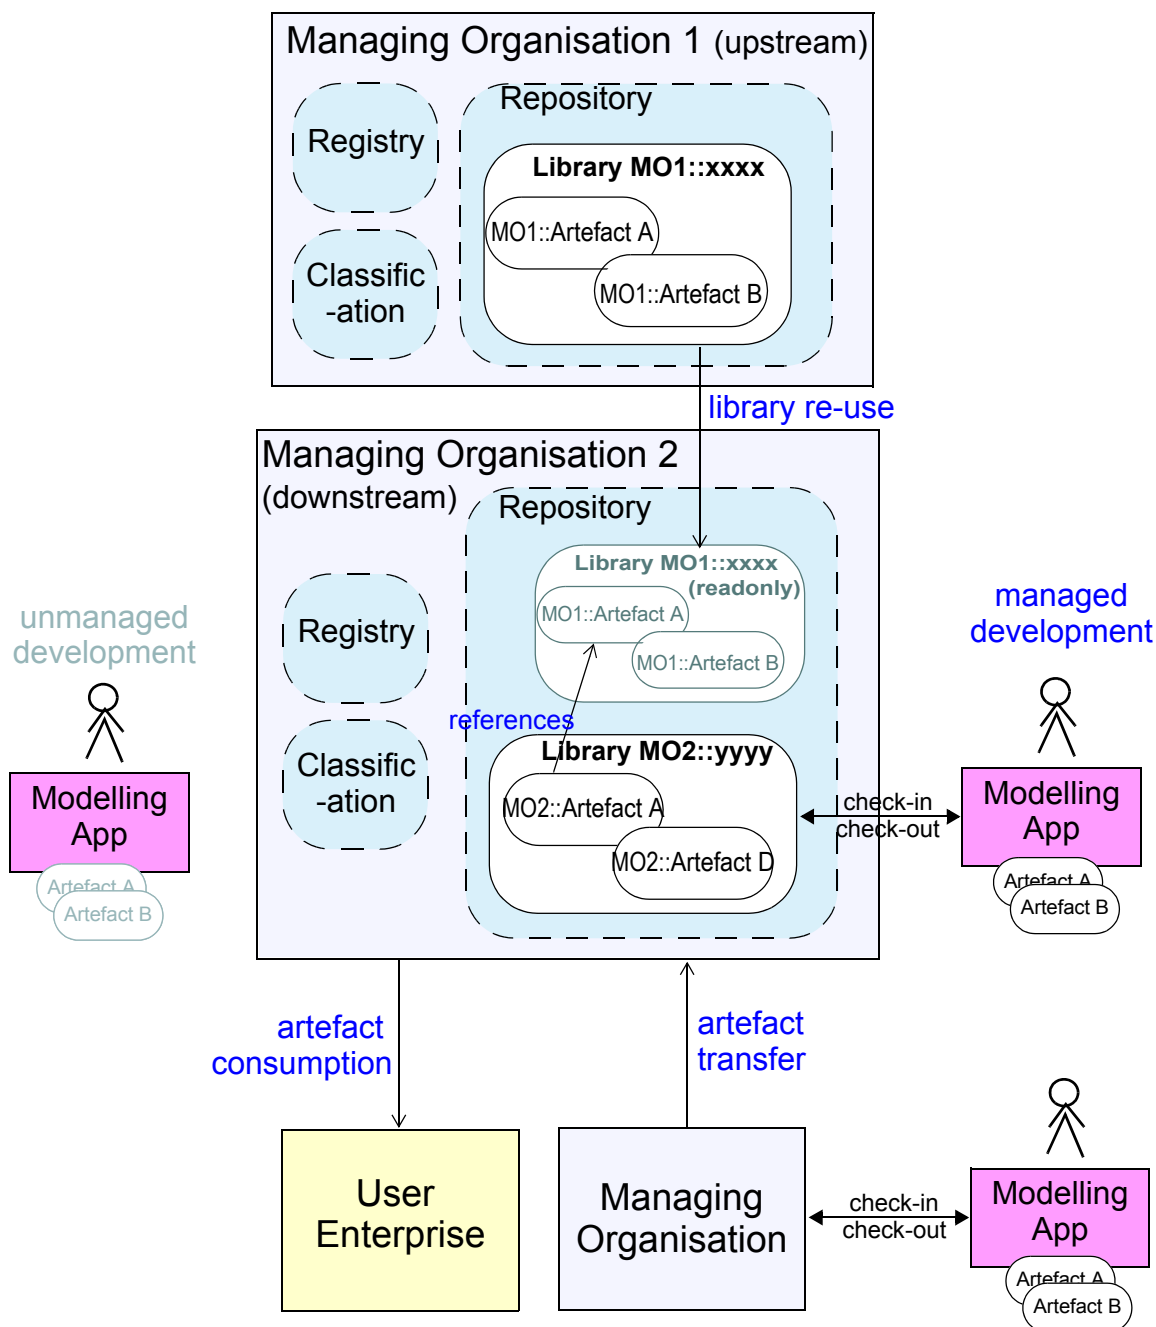 Managing Organisation 1 (upstream)
Repository
Registry
Library MO1::xxxx
MO1::Artefact A
Classific
-ation
MO1::Artefact B
library re-use
Managing Organisation 2
(downstream)
Repository
Library MO1::xxxx
(readonly)
MO1::Artefact A
MO1::Artefact B
Registry
references
Classific
-ation
Library MO2::yyyy
MO2::Artefact A
MO2::Artefact D
unmanaged
development
Modelling
App
Artefact A
Artefact B
managed
development
check-in
check-out
Modelling
App
Artefact A
Artefact B
artefact
consumption
artefact
transfer
User
Enterprise
Managing
Organisation
check-in
check-out
Modelling
App
Artefact A
Artefact B